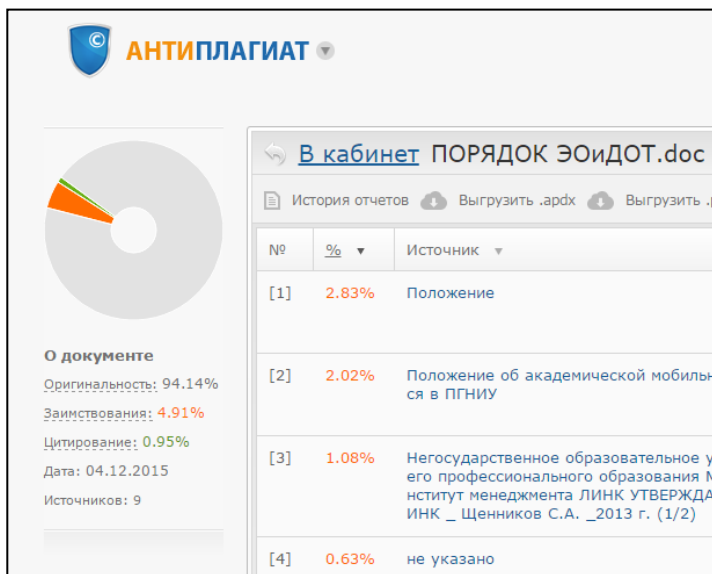 ©
АНТИПЛАГИАТ
В кабинет ПОРЯДОК ЭОиДОТ.doc
История отчетов Выгрузить .apdx Выгрузить
№ % Источник
[1] 2.83% Положение
[2] 2.02% Положение об академической
ся в ПГНИУ
[3] 1.08% Негосударственное образовательное
его профессионального образования
нститут менеджмента ЛИНК
ИНК _ Щенников С.А. _2013 г. (1/2)
[4] 0.63% не указано
О документе
Оригинальность: 94.14%
Заимствования: 4.91%
Цитирование: 0.95%
Дата: 04.12.2015
Источников: 9